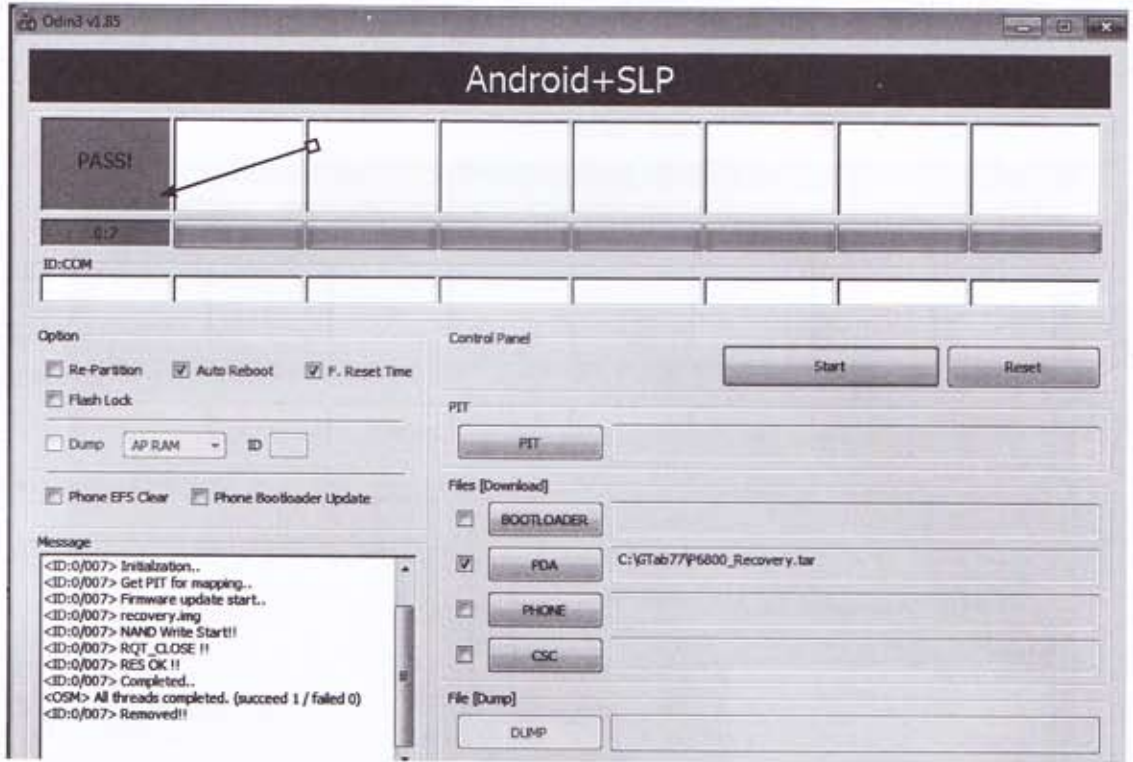 Odin3 v1.85
Android+SLP
PASS!
0:7
ID:COM
Option
Re-Partition Auto Reboot F. Reset Time
Flash Lock
Dump AP RAM ID
Phone EFS Clear Phone Bootloader Update
Message
<ID:0/007> Initialzation..
<ID:0/007> Get PIT for mapping..
<ID:0/007> Firmware update start..
<ID:0/007> recovery.img
<ID:0/007> NAND Write Start!!
<ID:0/007> RQT_CLOSE !!
<ID:0/007> RES OK !!
<ID:0/007> Completed..
<OSM> All threads completed. (succeed 1 / failed 0)
<ID:0/007> Removed!!
Control Panel
Start Reset
PIT
PIT
Files [Download]
BOOTLOADER
PDA C:\GTab77\P6800_Recovery.tar
PHONE
CSC
File [Dump]
DUMP